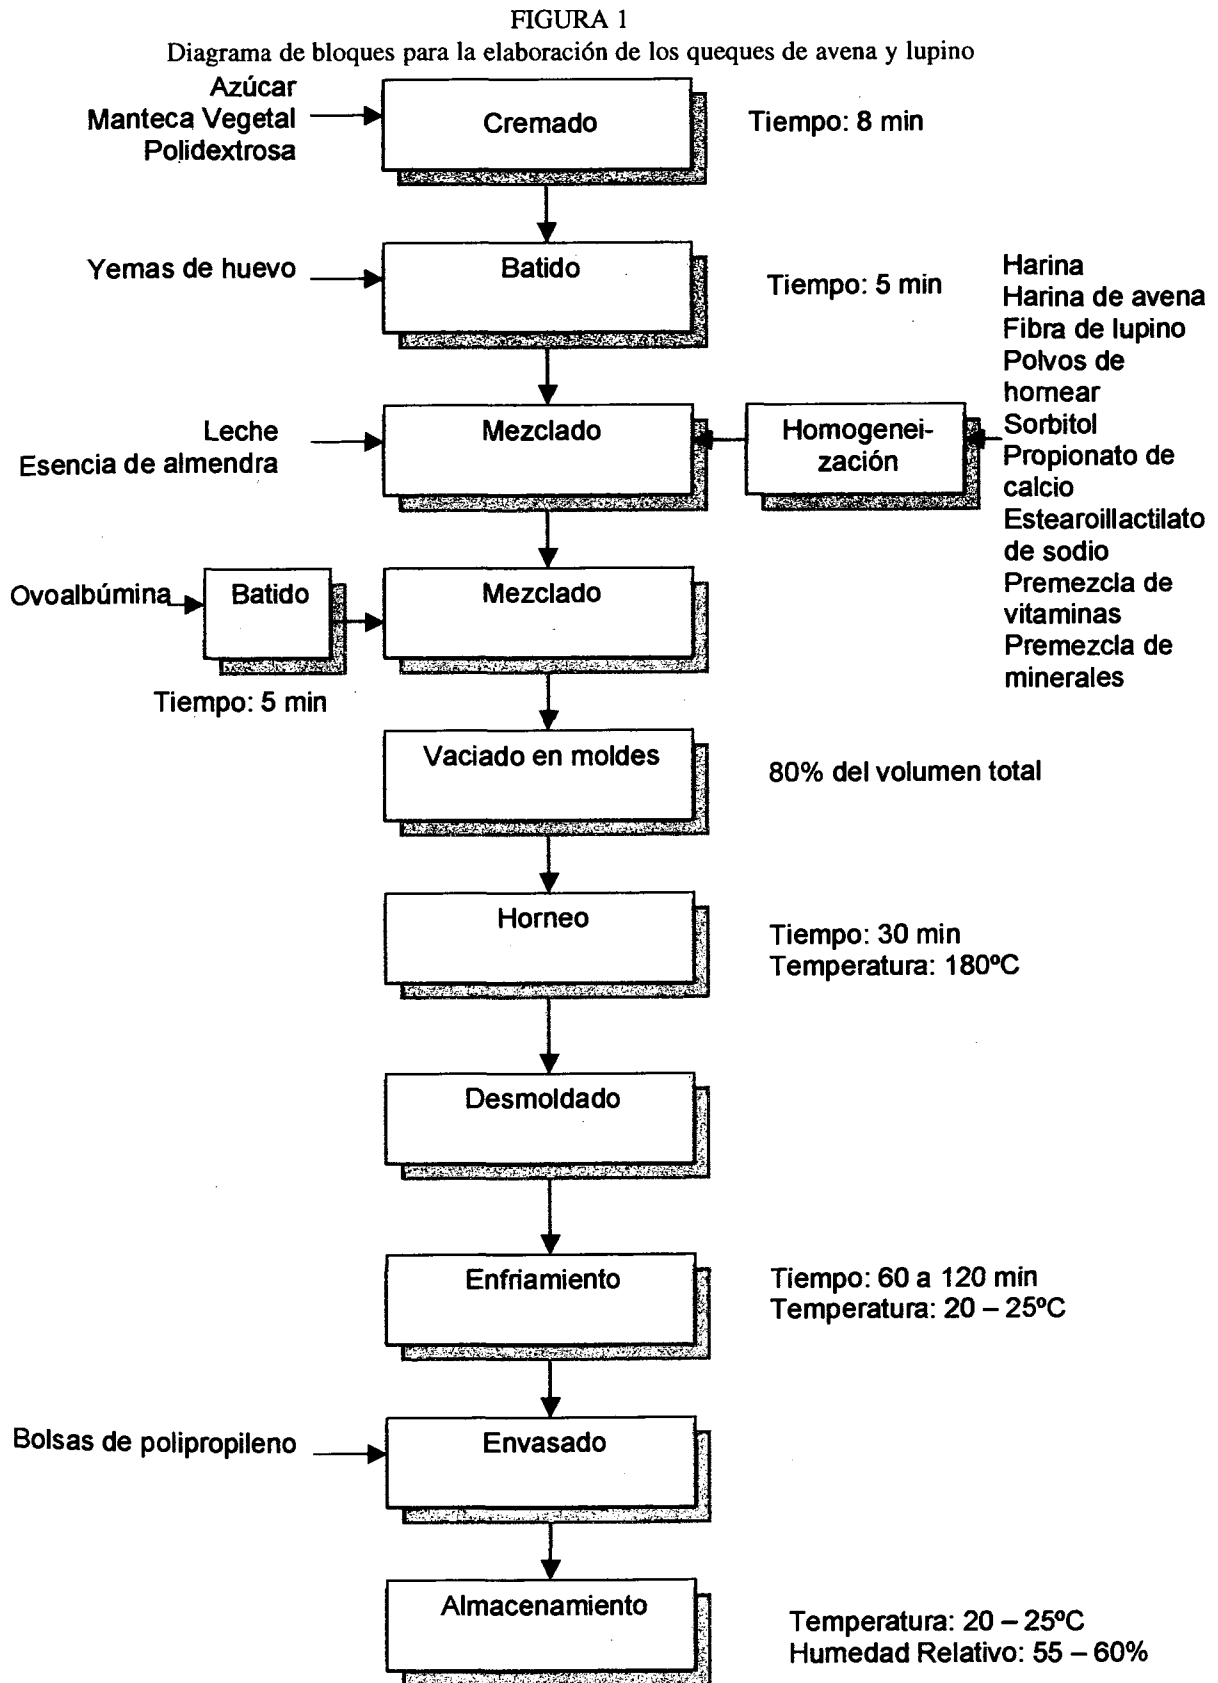 FIGURA 1
Diagrama de bloques para la elaboración de los queques de avena y lupino
Azúcar
Manteca Vegetal
Polidextrosa
Cremado
Tiempo: 8 min
Yemas de huevo
Batido
Tiempo: 5 min
Harina
Harina de avena
Fibra de lupino
Polvos de
hornear
Sorbitol
Propionato de
calcio
Estearoillactilato
de sodio
Premezcla de
vitaminas
Premezcla de
minerales
Leche
Esencia de almendra
Mezclado
Homogenei-
zación
Ovoalbúmina
Batido
Tiempo: 5 min
Mezclado
Vaciado en moldes
80% del volumen total
Horneo
Tiempo: 30 min
Temperatura: 180ºC
Desmoldado
Enfriamiento
Tiempo: 60 a 120 min
Temperatura: 20 – 25ºC
Bolsas de polipropileno
Envasado
Almacenamiento
Temperatura: 20 – 25ºC
Humedad Relativo: 55 – 60%